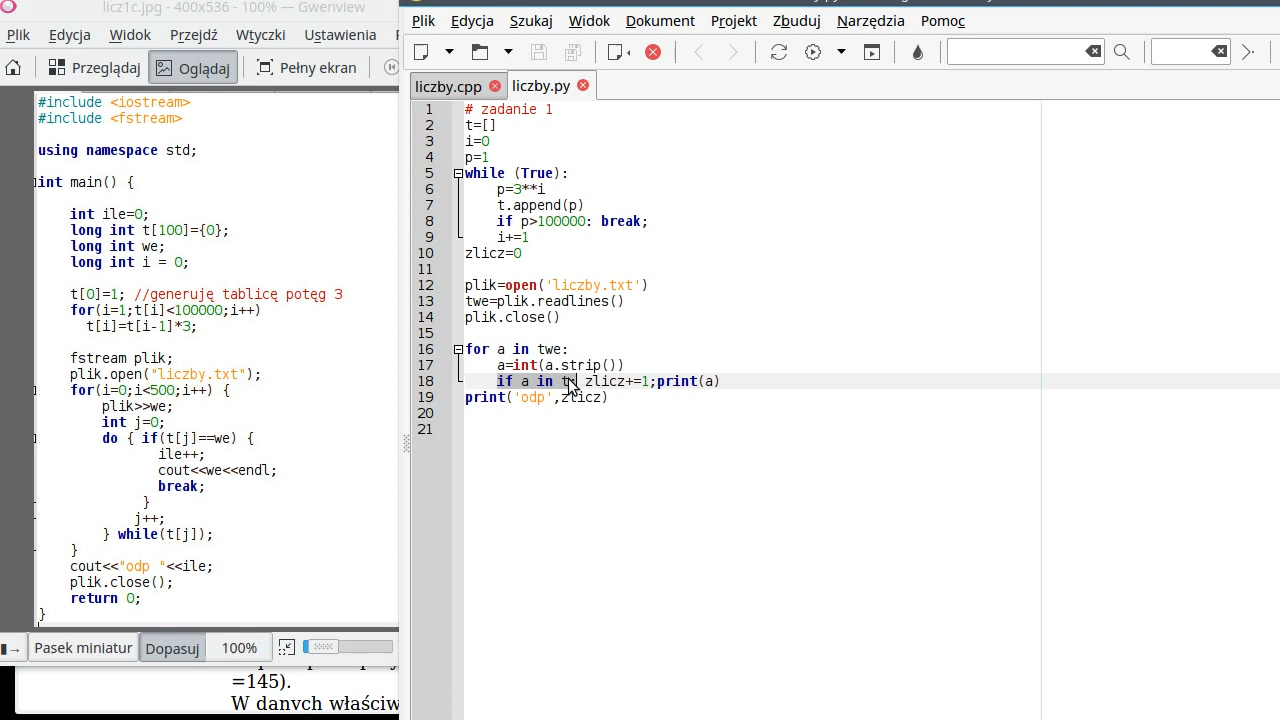 licz1c.jpg - 400x536 - 100% — Gwenview
Plik Edycja Widok Przejdź Wtyczki Ustawienia
Przeglądaj Oglądaj Pełny ekran
#include <iostream>
#include <fstream>
using namespace std;
int main() {
int ile=0;
long int t[100]={0};
long int we;
long int i = 0;
t[0]=1; //generuję tablicę potęg 3
for(i=1;t[i]<100000;i++)
t[i]=t[i-1]*3;
fstream plik;
plik.open("liczby.txt");
for(i=0;i<500;i++) {
plik>>we;
int j=0;
do { if(t[j]==we) {
ile++;
cout<<we<<endl;
break;
}
j++;
} while(t[j]);
}
cout<<"odp "<<ile;
plik.close();
return 0;
}
Pasek miniatur Dopasuj 100%
=145).
W danych właściw
Plik Edycja Szukaj Widok Dokument Projekt Zbuduj Narzędzia Pomoc
liczby.cpp liczby.py
1 # zadanie 1
2 t=[]
3 i=0
4 p=1
5 while (True):
6 p=3**i
7 t.append(p)
8 if p>100000: break;
9 i+=1
10 zlicz=0
11
12 plik=open('liczby.txt')
13 twe=plik.readlines()
14 plik.close()
15
16 for a in twe:
17 a=int(a.strip())
18 if a in t: zlicz+=1;print(a)
19 print('odp',zlicz)
20
21